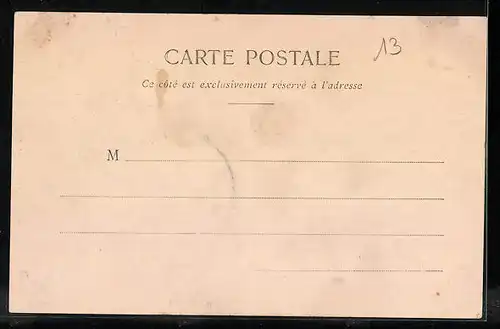 CARTE POSTALE
13
Ce côté est exclusivement réservé à l'adresse
M